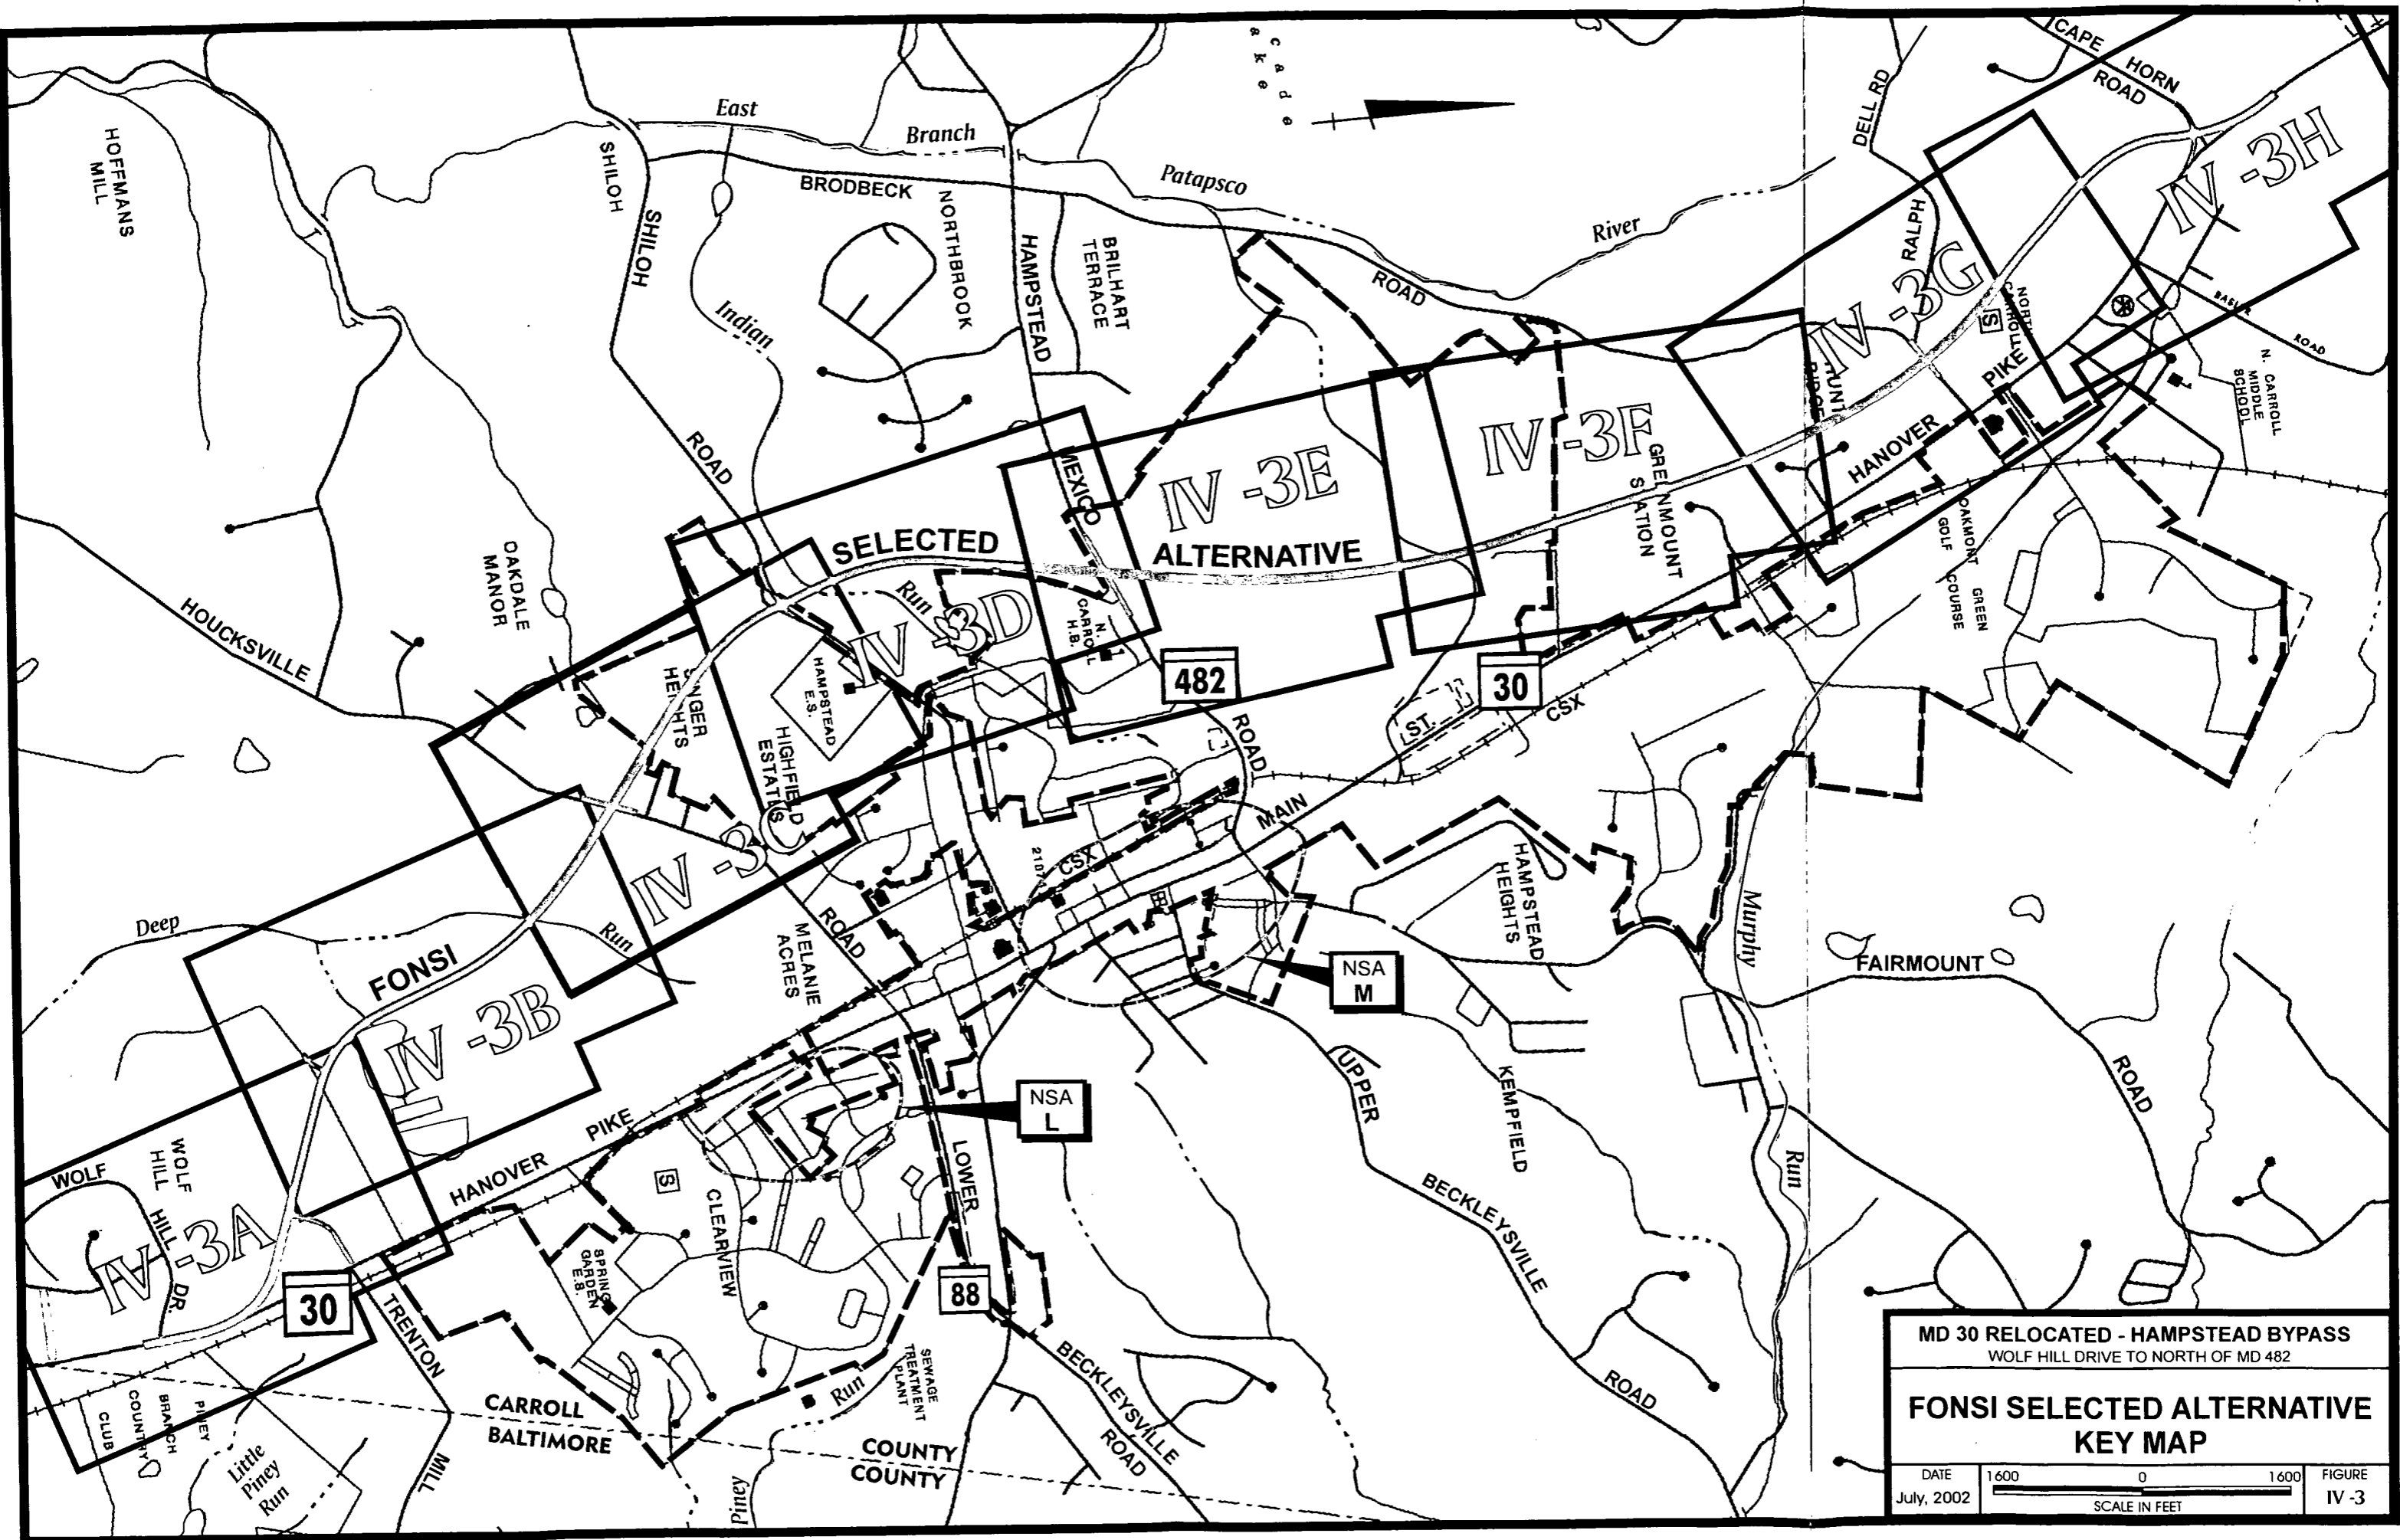 CAPE
HORN
ROAD
DELL RD
East
Branch
Patapsco
River
HOFFMANS
MILL
SHILOH
SHILOH
ROAD
BRODBECK
ROAD
NORTHBROOK
HAMPSTEAD
MEXICO
ROAD
BRILHART
TERRACE
Indian
Run
RALPH
IV -3H
IV -3G
IV -3F
IV -3E
IV -3D
IV -3C
IV -3B
IV -3A
NORTH
CARROLL
S
ROAD
N. CARROLL
MIDDLE
SCHOOL
PIKE
HANOVER
GREENMOUNT
STATION
OAKMONT
GREEN
GOLF
COURSE
SELECTED
ALTERNATIVE
N.
CARROLL
H.B.
482
30
ST.
CSX
OAKDALE
MANOR
HOUCKSVILLE
ROAD
HAMPSTEAD
E.S.
HIGHFIELD
ESTATES
MAIN
CSX
HAMPSTEAD
HEIGHTS
Deep
Run
FONSI
MELANIE
ACRES
NSA
M
NSA
L
Murphy
Run
FAIRMOUNT
ROAD
UPPER
BECKLEYSVILLE
ROAD
KEMPFIELD
WOLF
HILL
DR.
WOLF
HILL
HANOVER
PIKE
S
CLEARVIEW
LOWER
88
BECKLEYSVILLE
ROAD
SPRING
GARDEN
E.S.
30
TRENTON
MILL
SEWAGE
TREATMENT
PLANT
Piney
Run
CARROLL
COUNTY
BALTIMORE
COUNTY
PINEY
BRANCH
COUNTRY
CLUB
Little
Piney
Run
MD 30 RELOCATED - HAMPSTEAD BYPASS
WOLF HILL DRIVE TO NORTH OF MD 482
FONSI SELECTED ALTERNATIVE
KEY MAP
DATE
July, 2002
1600 0 1600
SCALE IN FEET
FIGURE
IV -3